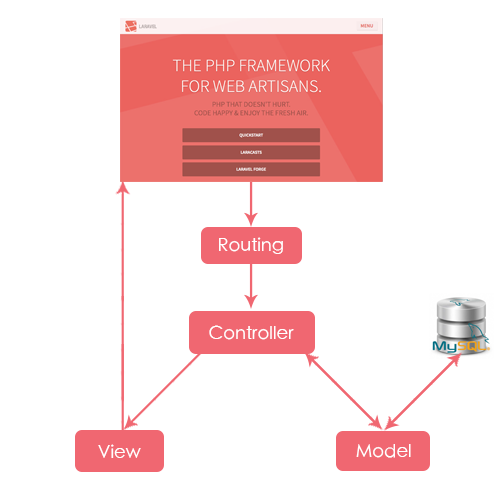 LARAVEL
MENU
THE PHP FRAMEWORK
FOR WEB ARTISANS.
PHP THAT DOESN'T HURT.
CODE HAPPY & ENJOY THE FRESH AIR.
QUICKSTART
LARACASTS
LARAVEL FORGE
Routing
Controller
MySQL
View
Model